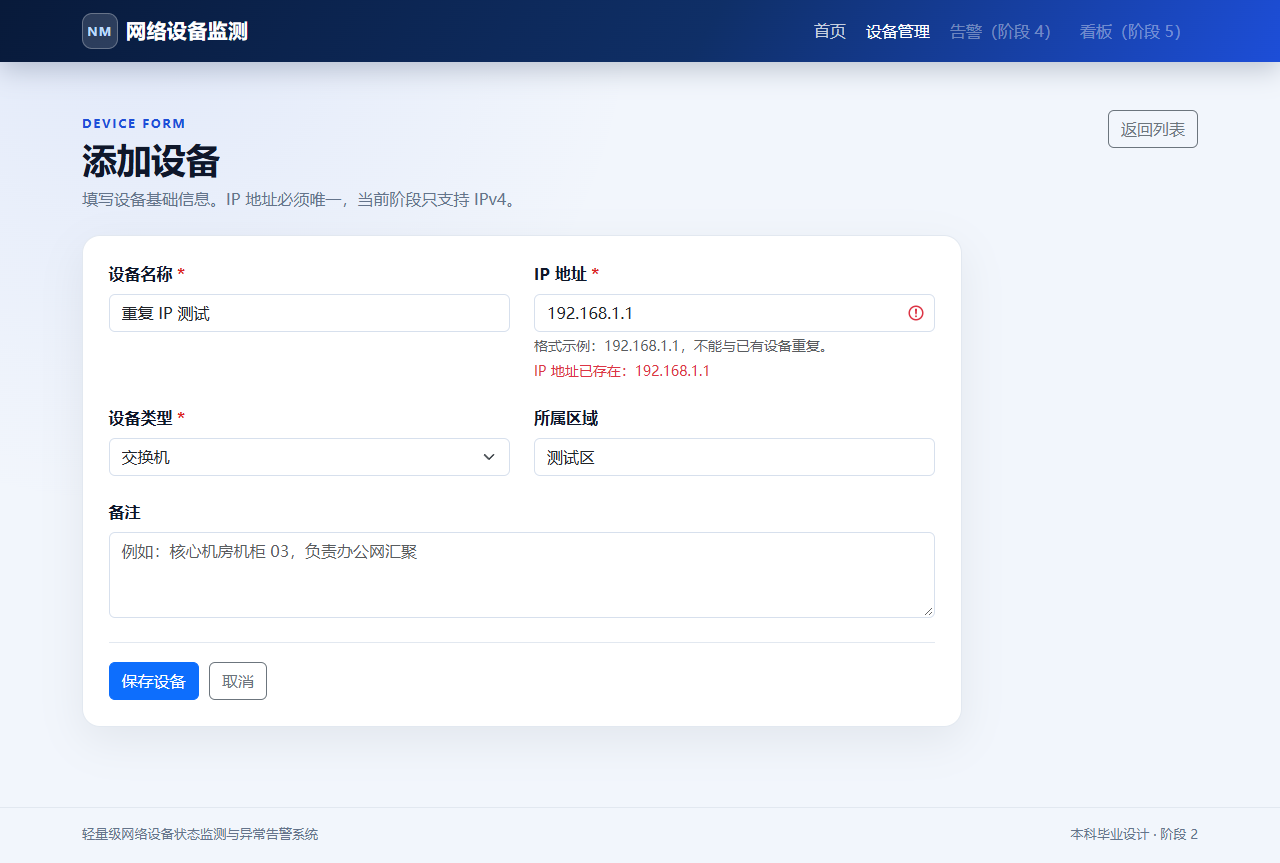 NM 网络设备监测 首页 设备管理 告警（阶段 4） 看板（阶段 5）
DEVICE FORM
返回列表
添加设备
填写设备基础信息。IP 地址必须唯一，当前阶段只支持 IPv4。
设备名称 * IP 地址 *
重复 IP 测试 192.168.1.1
格式示例：192.168.1.1，不能与已有设备重复。
IP 地址已存在：192.168.1.1
设备类型 * 所属区域
交换机 测试区
备注
例如：核心机房机柜 03，负责办公网汇聚
保存设备 取消
轻量级网络设备状态监测与异常告警系统 本科毕业设计 · 阶段 2